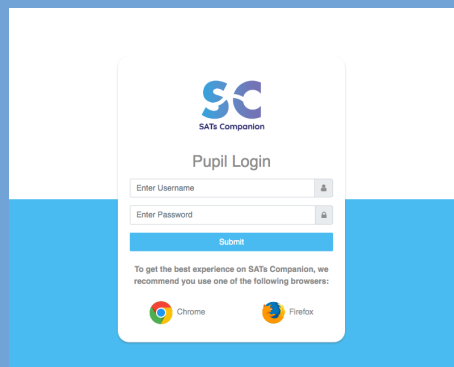 SC
SATs Companion
Pupil Login
Enter Username
Enter Password
Submit
To get the best experience on SATs Companion, we
recommend you use one of the following browsers:
Chrome
Firefox